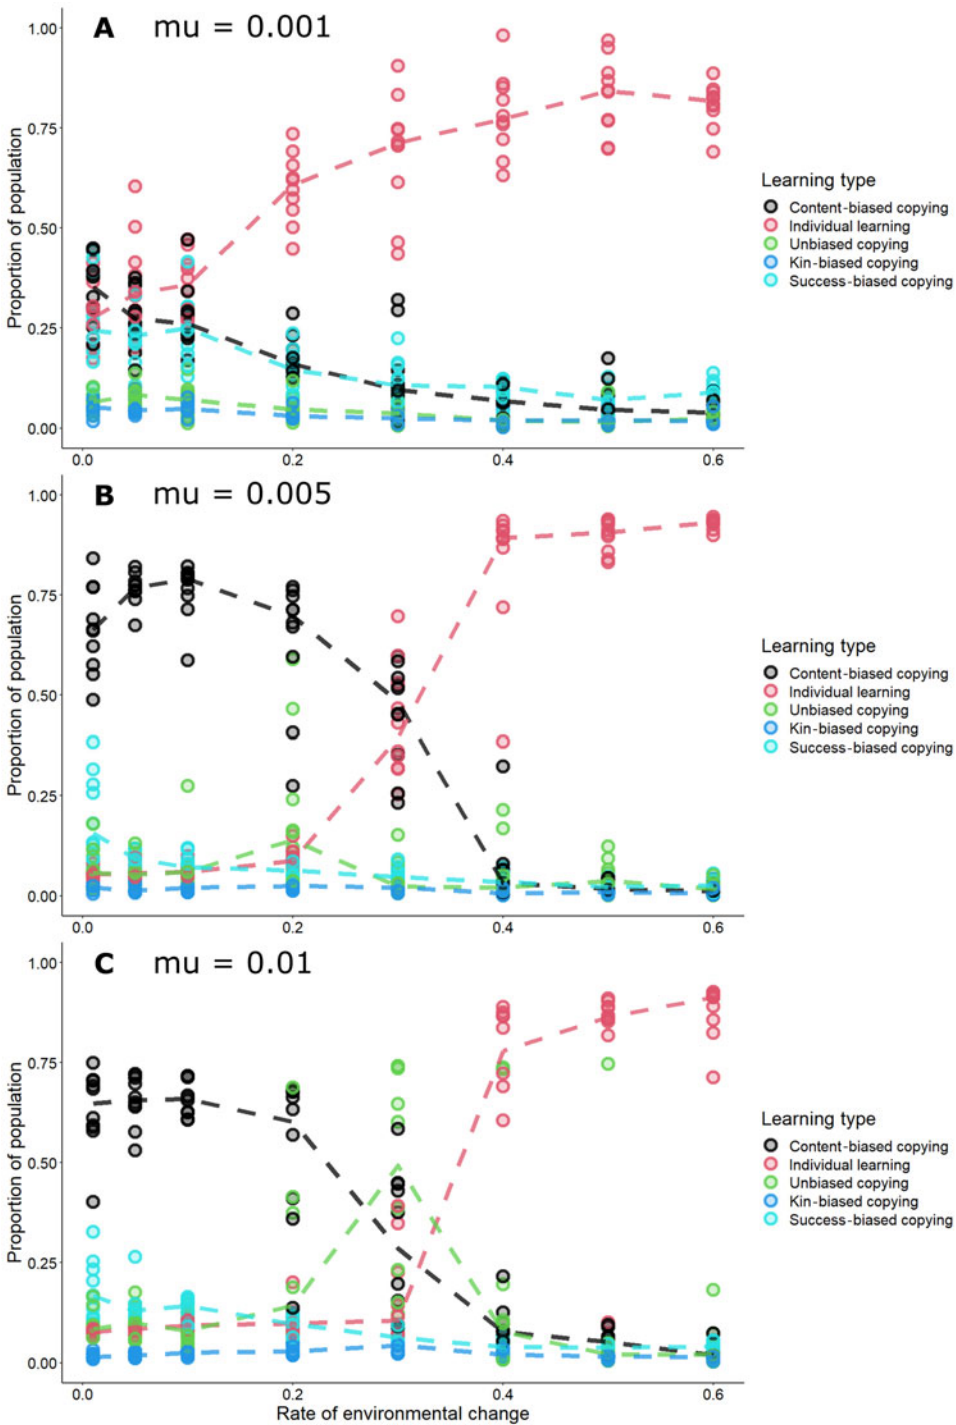 A mu = 0.001
1.00
0.75
0.50
0.25
0.00
Proportion of population
0.0 0.2 0.4 0.6
Learning type
Content-biased copying
Individual learning
Unbiased copying
Kin-biased copying
Success-biased copying
B mu = 0.005
1.00
0.75
0.50
0.25
0.00
Proportion of population
0.0 0.2 0.4 0.6
Learning type
Content-biased copying
Individual learning
Unbiased copying
Kin-biased copying
Success-biased copying
C mu = 0.01
1.00
0.75
0.50
0.25
0.00
Proportion of population
0.0 0.2 0.4 0.6
Rate of environmental change
Learning type
Content-biased copying
Individual learning
Unbiased copying
Kin-biased copying
Success-biased copying